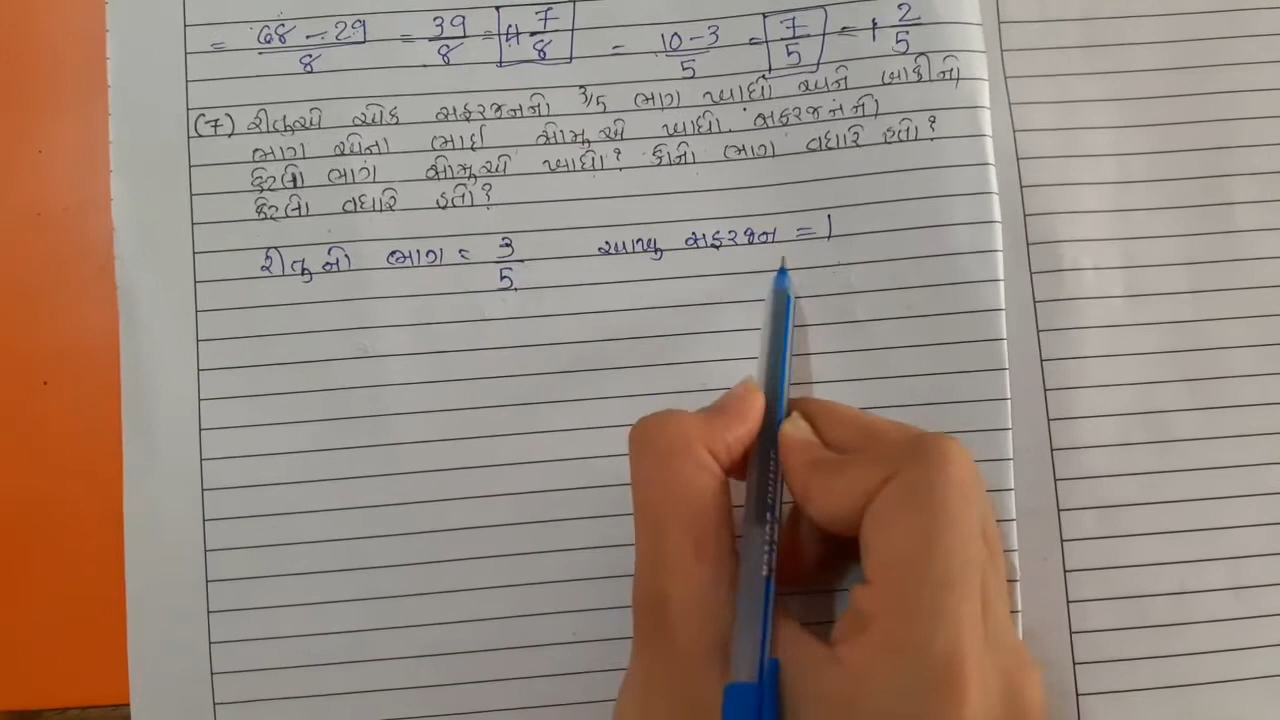 = 68 - 29 / 8 = 39/8 = 4 7/8 = 10 - 3 / 5 = 7/5 = 1 2/5
(7) રીતુએ એક સફરજનનો 3/5 ભાગ ખાધો અને બાકીનો
ભાગ એના ભાઈ સોમુએ ખાધો. સફરજનનો
કેટલો ભાગ સોમુએ ખાધો? કોનો ભાગ વધારે હતો?
કેટલો વધારે હતો?
રીતુનો ભાગ = 3/5 આખુ સફરજન = 1